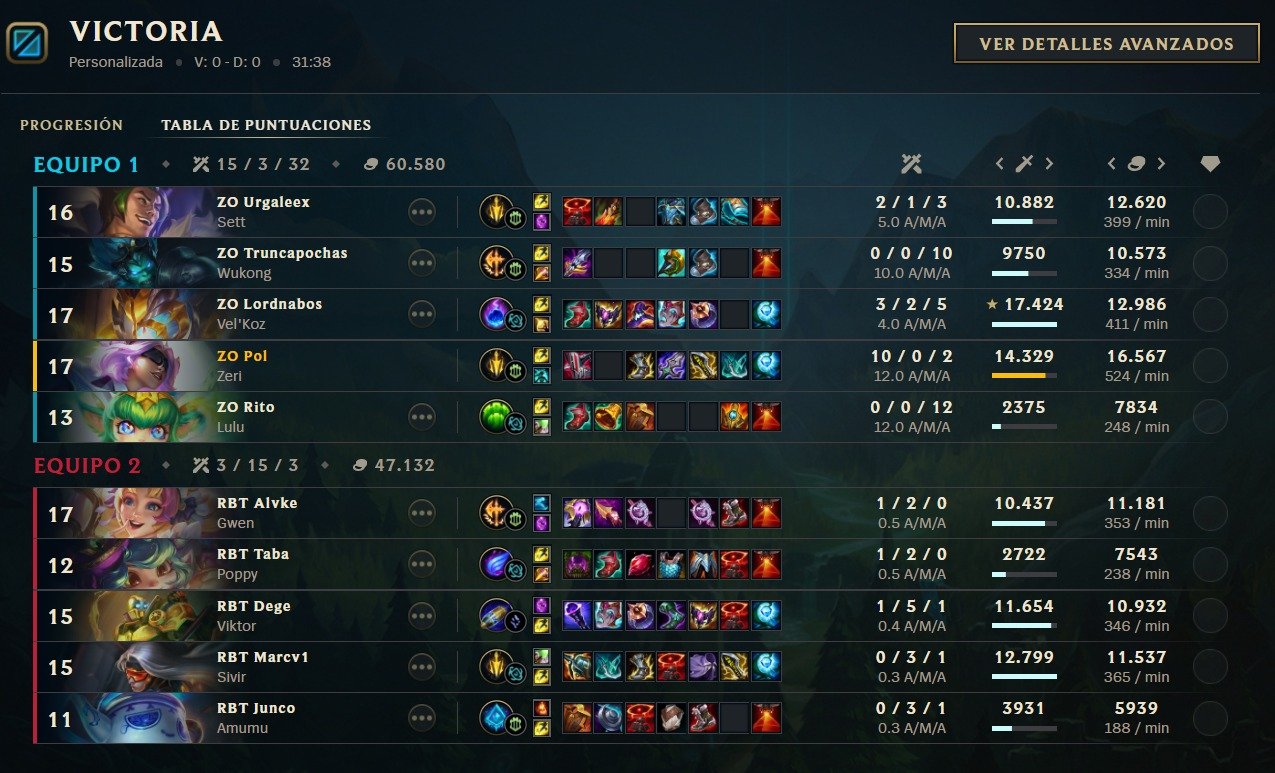 VICTORIA
Personalizada • V: 0 - D: 0 • 31:38
VER DETALLES AVANZADOS
PROGRESIÓN TABLA DE PUNTUACIONES
EQUIPO 1 15 / 3 / 32 60.580
16 ZO Urgaleex 2 / 1 / 3 10.882 12.620
Sett 5.0 A/M/A 399 / min
15 ZO Truncapochas 0 / 0 / 10 9750 10.573
Wukong 10.0 A/M/A 334 / min
17 ZO Lordnabos 3 / 2 / 5 17.424 12.986
Vel'Koz 4.0 A/M/A 411 / min
17 ZO Pol 10 / 0 / 2 14.329 16.567
Zeri 12.0 A/M/A 524 / min
13 ZO Rito 0 / 0 / 12 2375 7834
Lulu 12.0 A/M/A 248 / min
EQUIPO 2 3 / 15 / 3 47.132
17 RBT Alvke 1 / 2 / 0 10.437 11.181
Gwen 0.5 A/M/A 353 / min
12 RBT Taba 1 / 2 / 0 2722 7543
Poppy 0.5 A/M/A 238 / min
15 RBT Dege 1 / 5 / 1 11.654 10.932
Viktor 0.4 A/M/A 346 / min
15 RBT Marcv1 0 / 3 / 1 12.799 11.537
Sivir 0.3 A/M/A 365 / min
11 RBT Junco 0 / 3 / 1 3931 5939
Amumu 0.3 A/M/A 188 / min